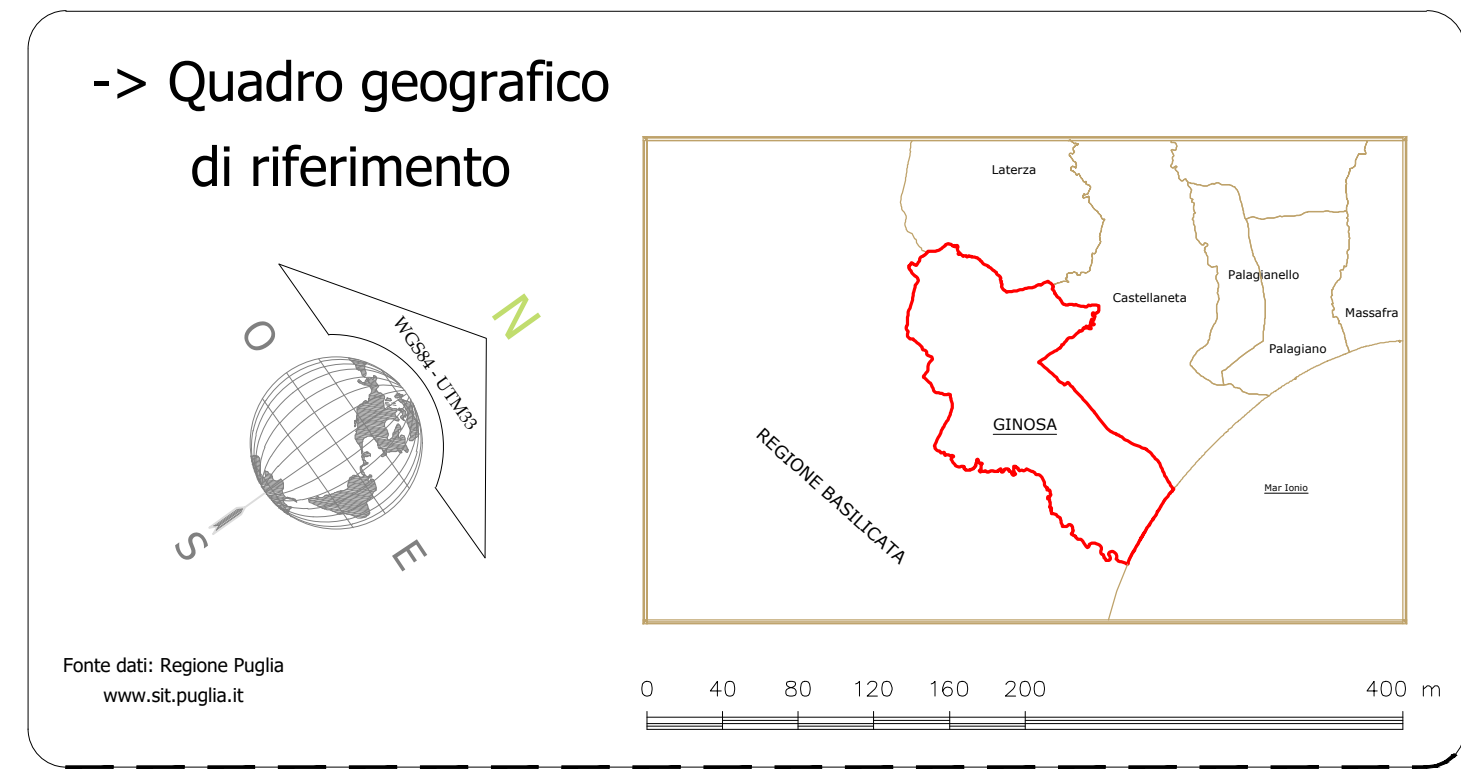 -> Quadro geografico
di riferimento
N
O
WGS84 - UTM33
S
E
Fonte dati: Regione Puglia
www.sit.puglia.it
Laterza
Palagianello
Castellaneta
Massafra
Palagiano
GINOSA
REGIONE BASILICATA
Mar Ionio
0 40 80 120 160 200 400 m